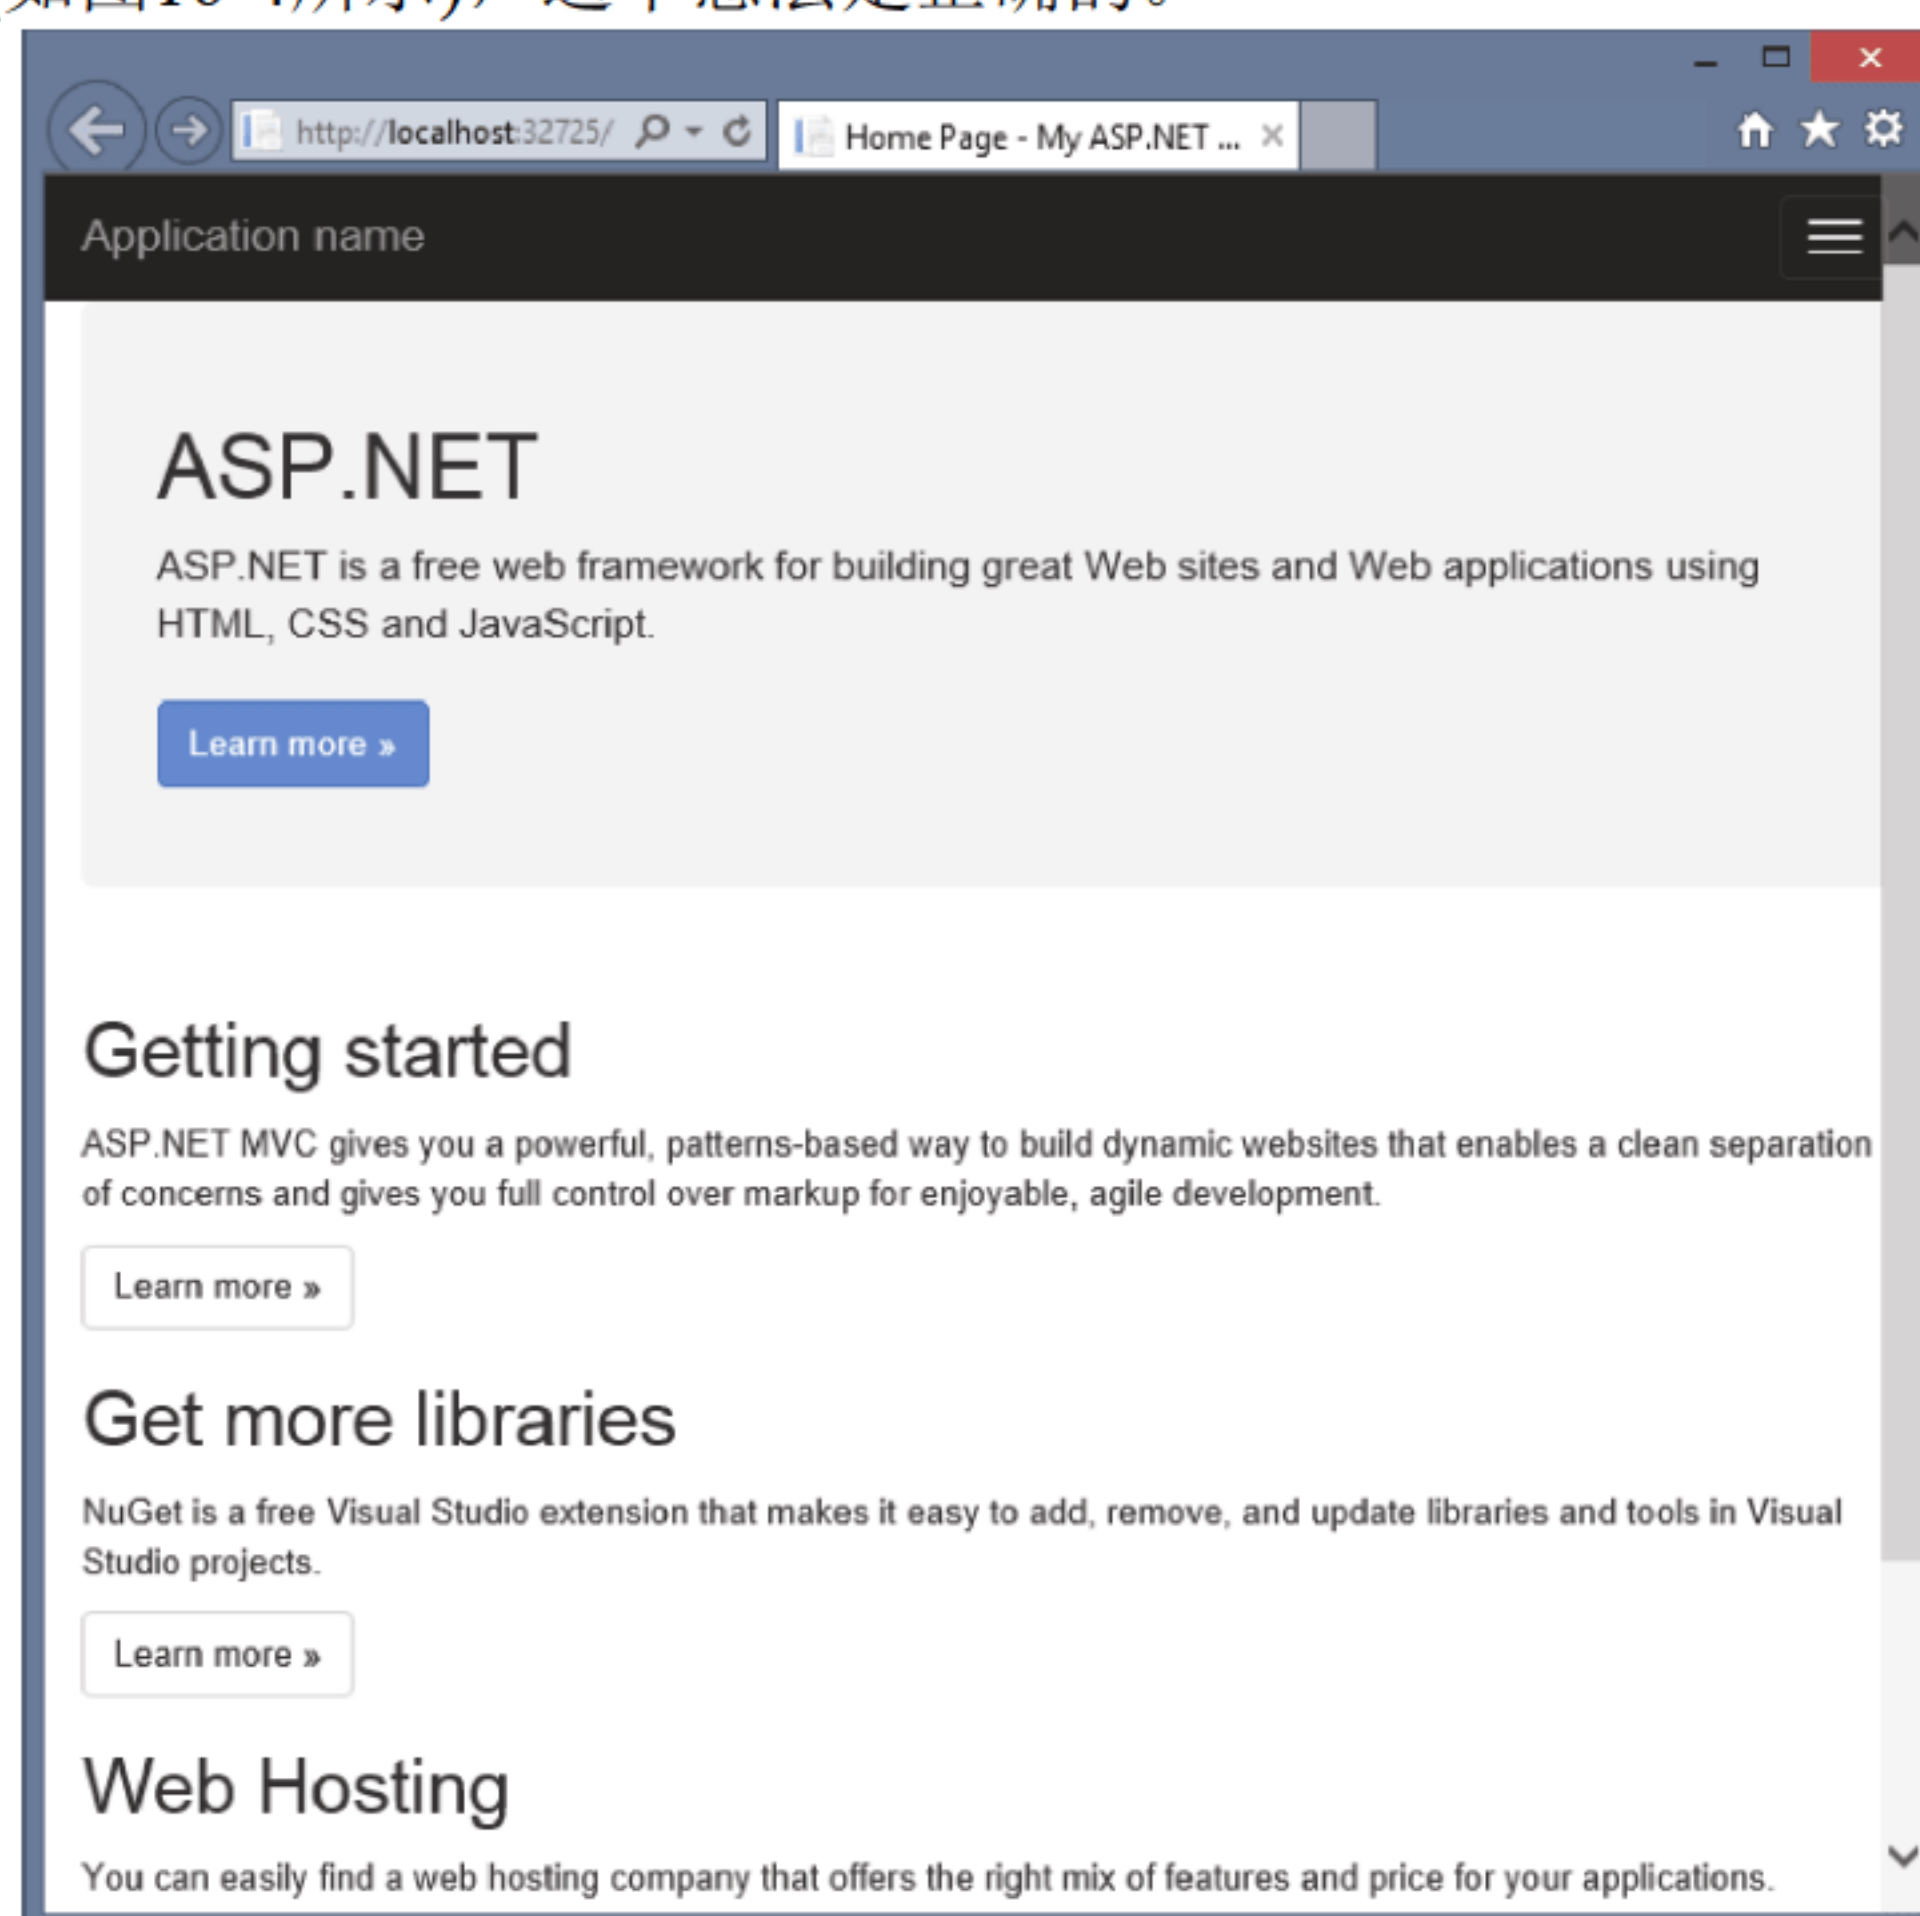 http://localhost:32725/
Home Page - My ASP.NET ...
Application name
ASP.NET
ASP.NET is a free web framework for building great Web sites and Web applications using
HTML, CSS and JavaScript.
Learn more »
Getting started
ASP.NET MVC gives you a powerful, patterns-based way to build dynamic websites that enables a clean separation
of concerns and gives you full control over markup for enjoyable, agile development.
Learn more »
Get more libraries
NuGet is a free Visual Studio extension that makes it easy to add, remove, and update libraries and tools in Visual
Studio projects.
Learn more »
Web Hosting
You can easily find a web hosting company that offers the right mix of features and price for your applications.